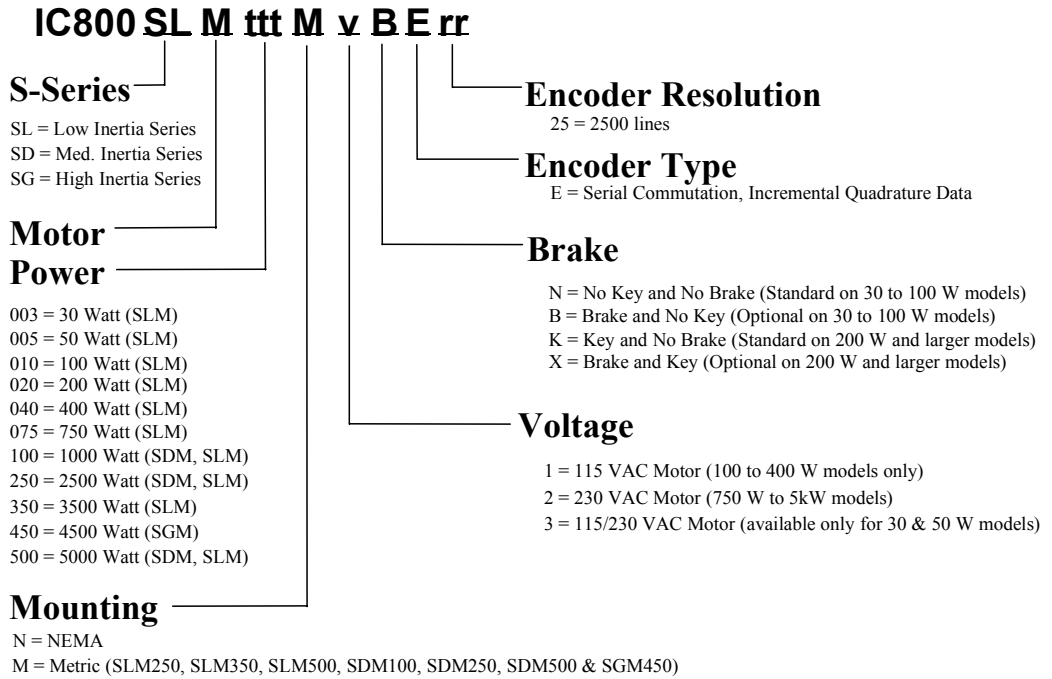 IC800 SL M ttt M v B E rr
S-Series
SL = Low Inertia Series
SD = Med. Inertia Series
SG = High Inertia Series
Motor
Power
003 = 30 Watt (SLM)
005 = 50 Watt (SLM)
010 = 100 Watt (SLM)
020 = 200 Watt (SLM)
040 = 400 Watt (SLM)
075 = 750 Watt (SLM)
100 = 1000 Watt (SDM, SLM)
250 = 2500 Watt (SDM, SLM)
350 = 3500 Watt (SLM)
450 = 4500 Watt (SGM)
500 = 5000 Watt (SDM, SLM)
Mounting
N = NEMA
M = Metric (SLM250, SLM350, SLM500, SDM100, SDM250, SDM500 & SGM450)
Encoder Resolution
25 = 2500 lines
Encoder Type
E = Serial Commutation, Incremental Quadrature Data
Brake
N = No Key and No Brake (Standard on 30 to 100 W models)
B = Brake and No Key (Optional on 30 to 100 W models)
K = Key and No Brake (Standard on 200 W and larger models)
X = Brake and Key (Optional on 200 W and larger models)
Voltage
1 = 115 VAC Motor (100 to 400 W models only)
2 = 230 VAC Motor (750 W to 5kW models)
3 = 115/230 VAC Motor (available only for 30 & 50 W models)